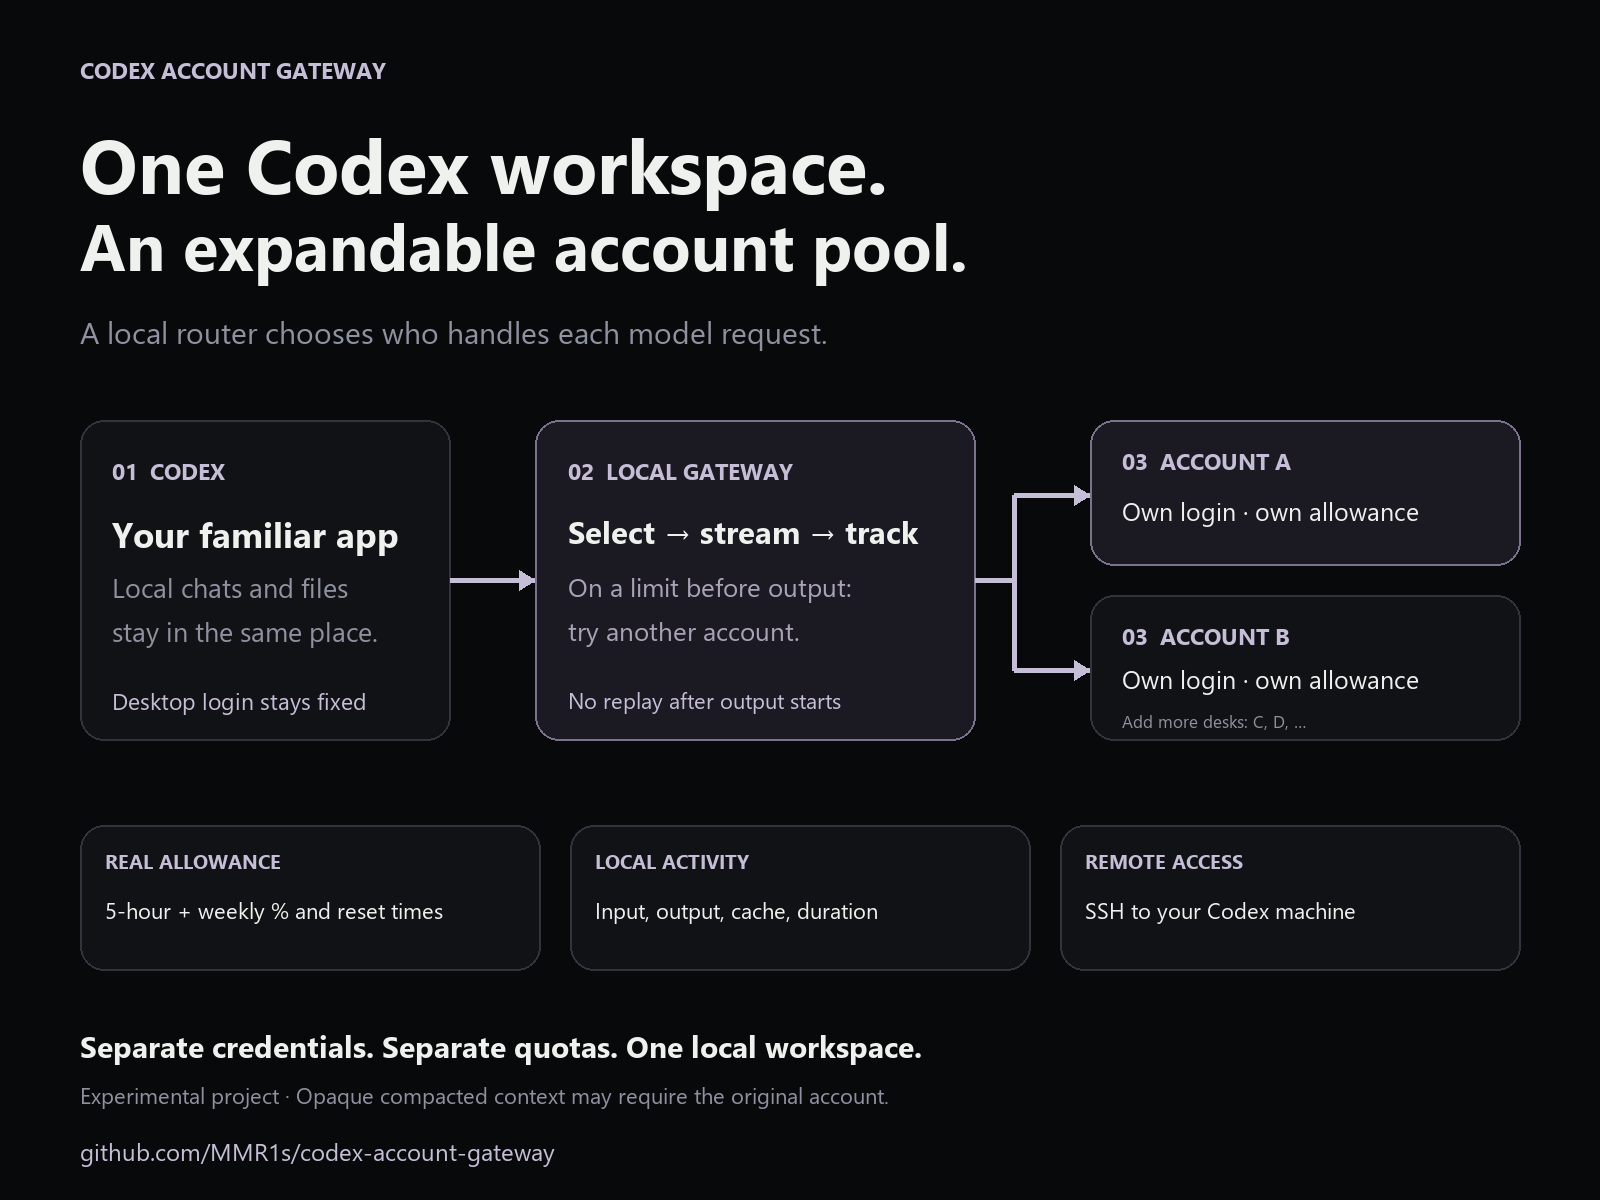 CODEX ACCOUNT GATEWAY
One Codex workspace.
An expandable account pool.
A local router chooses who handles each model request.
01 CODEX
Your familiar app
Local chats and files
stay in the same place.
Desktop login stays fixed
02 LOCAL GATEWAY
Select → stream → track
On a limit before output:
try another account.
No replay after output starts
03 ACCOUNT A
Own login · own allowance
03 ACCOUNT B
Own login · own allowance
Add more desks: C, D, ...
REAL ALLOWANCE
5-hour + weekly % and reset times
LOCAL ACTIVITY
Input, output, cache, duration
REMOTE ACCESS
SSH to your Codex machine
Separate credentials. Separate quotas. One local workspace.
Experimental project · Opaque compacted context may require the original account.
github.com/MMR1s/codex-account-gateway